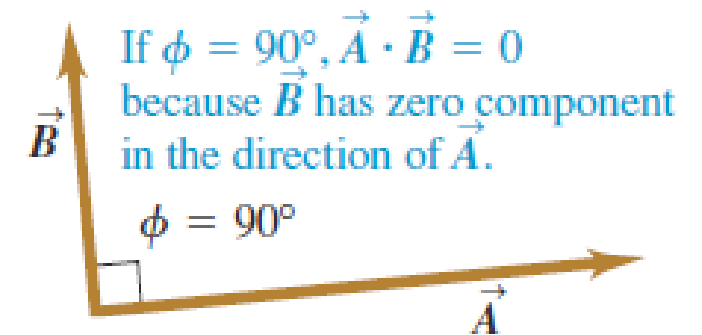 If ϕ = 90°, A⃗ · B⃗ = 0
because B⃗ has zero component
in the direction of A⃗.
B⃗
ϕ = 90°
A⃗